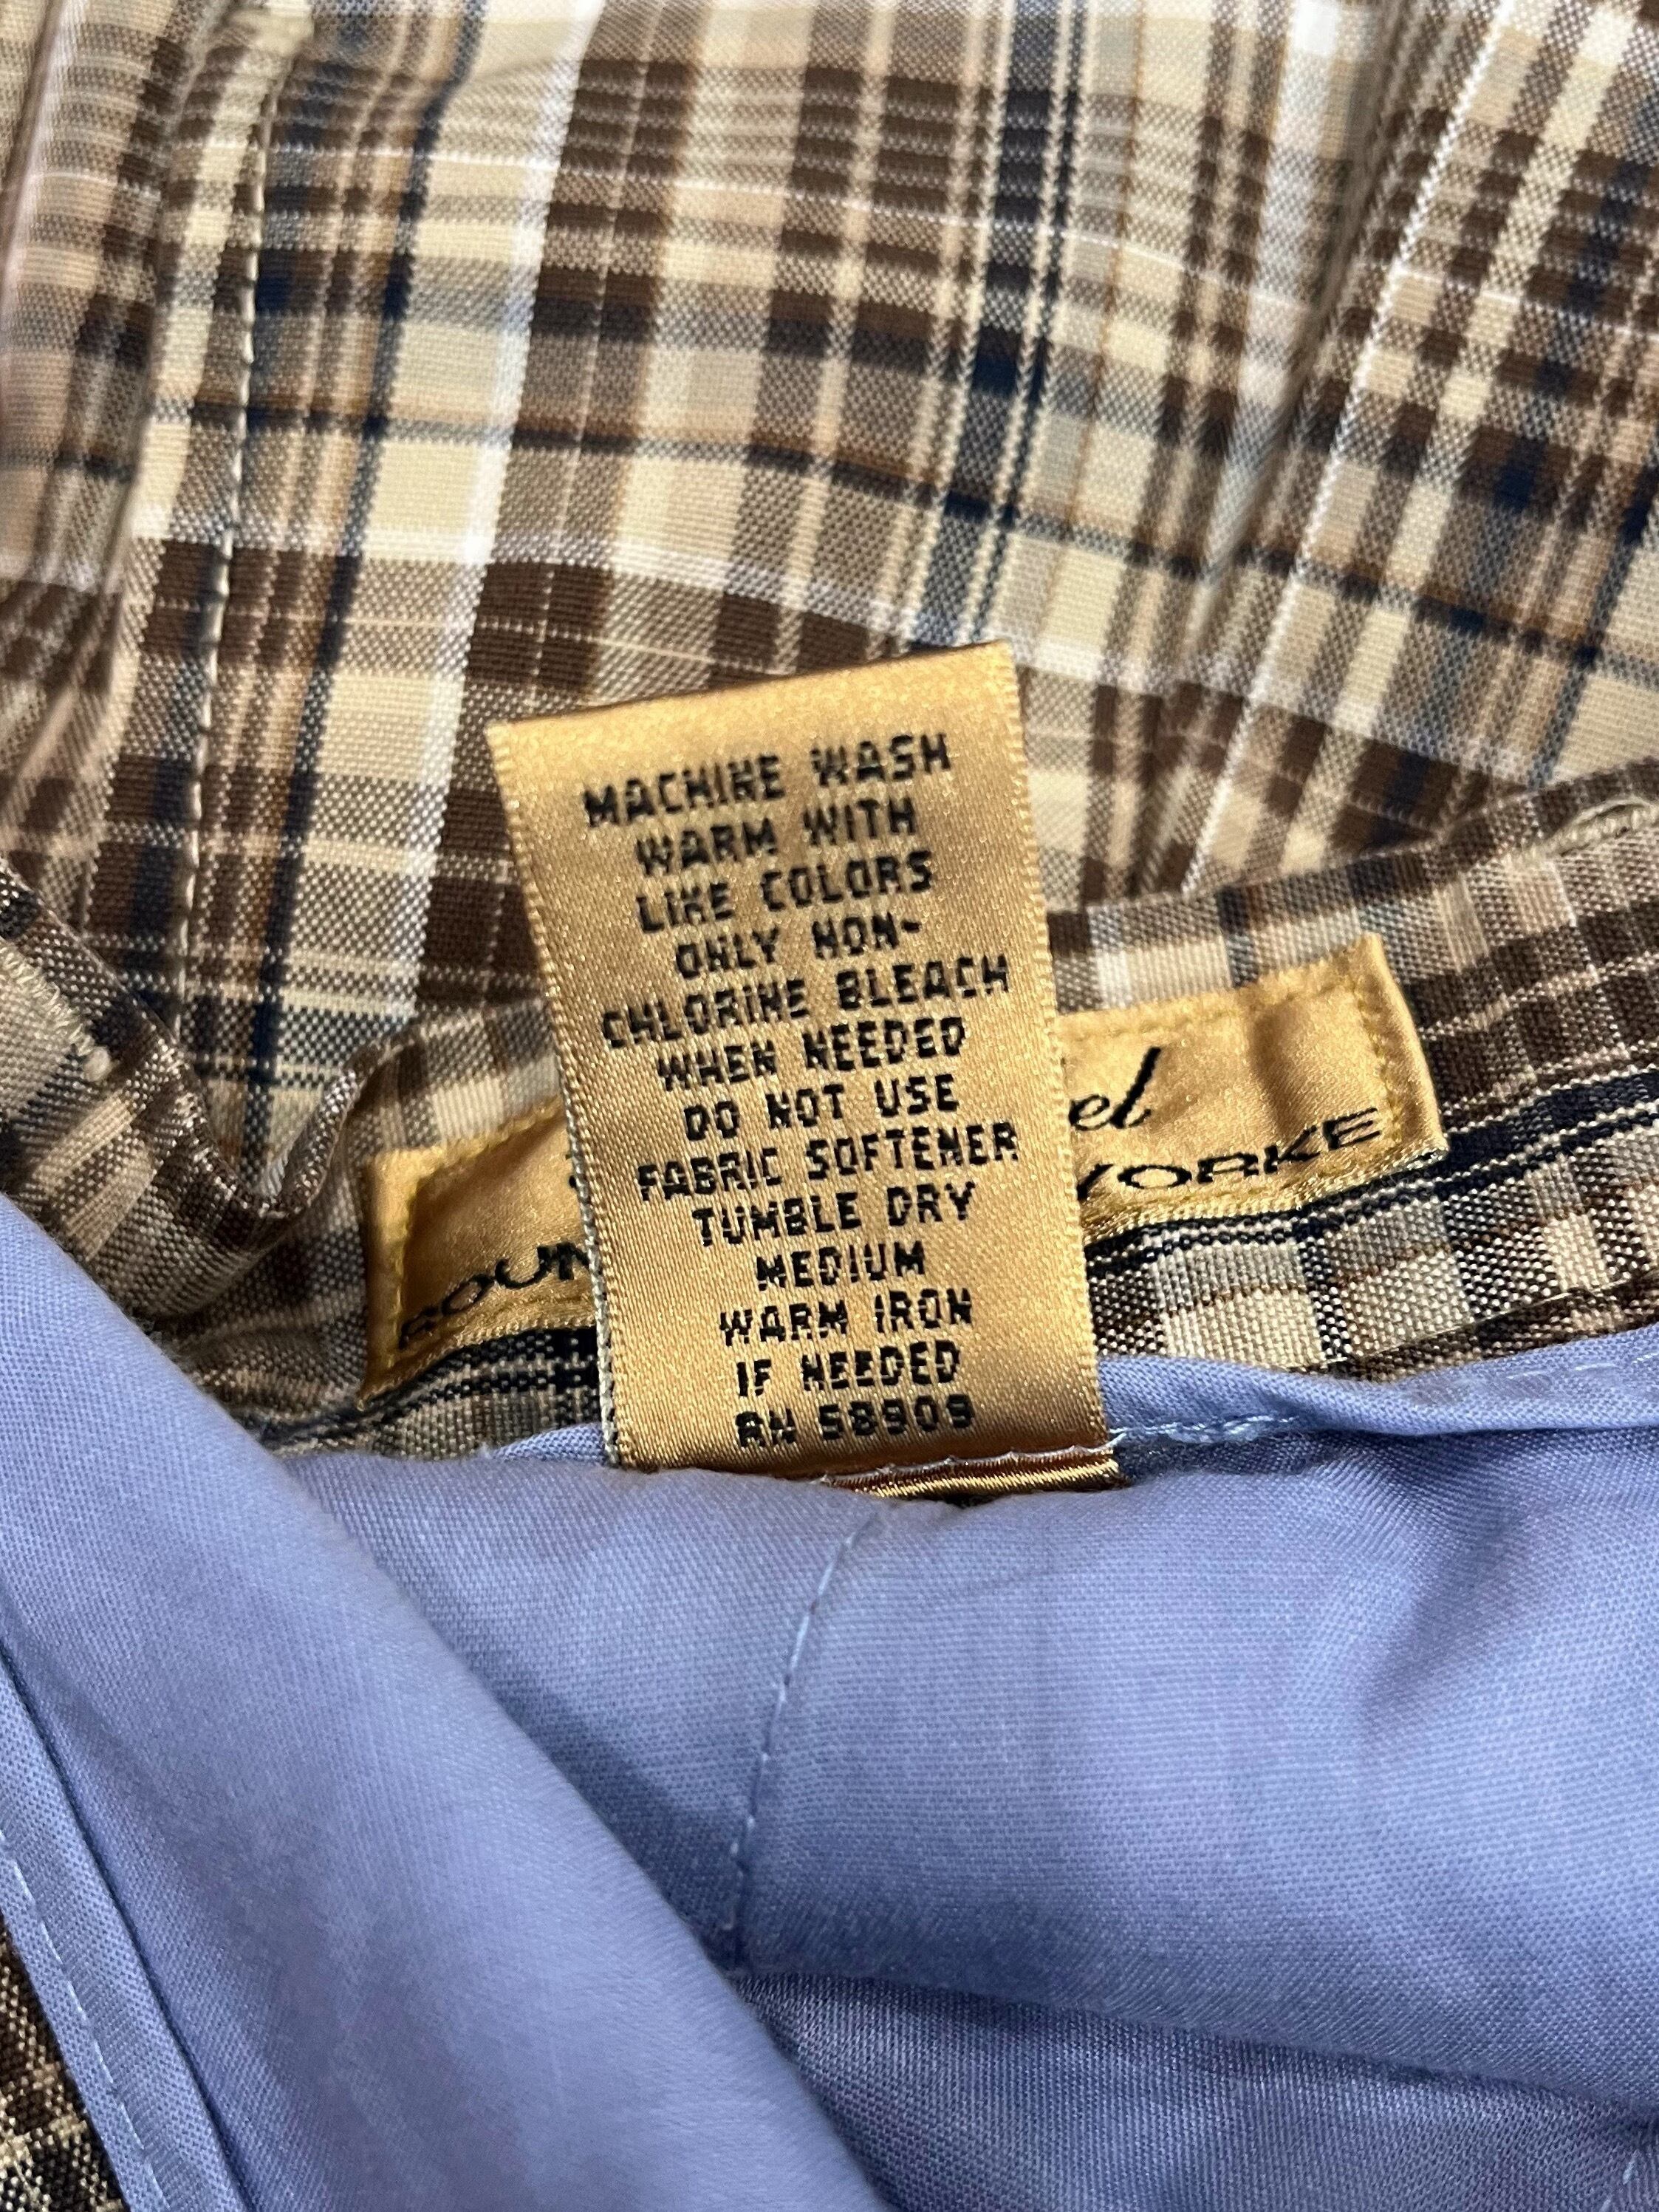 MACHINE WASH
WARM WITH
LIKE COLORS
ONLY NON-
CHLORINE BLEACH
WHEN NEEDED
DO NOT USE
FABRIC SOFTENER
TUMBLE DRY
MEDIUM
WARM IRON
IF NEEDED
RN 58909